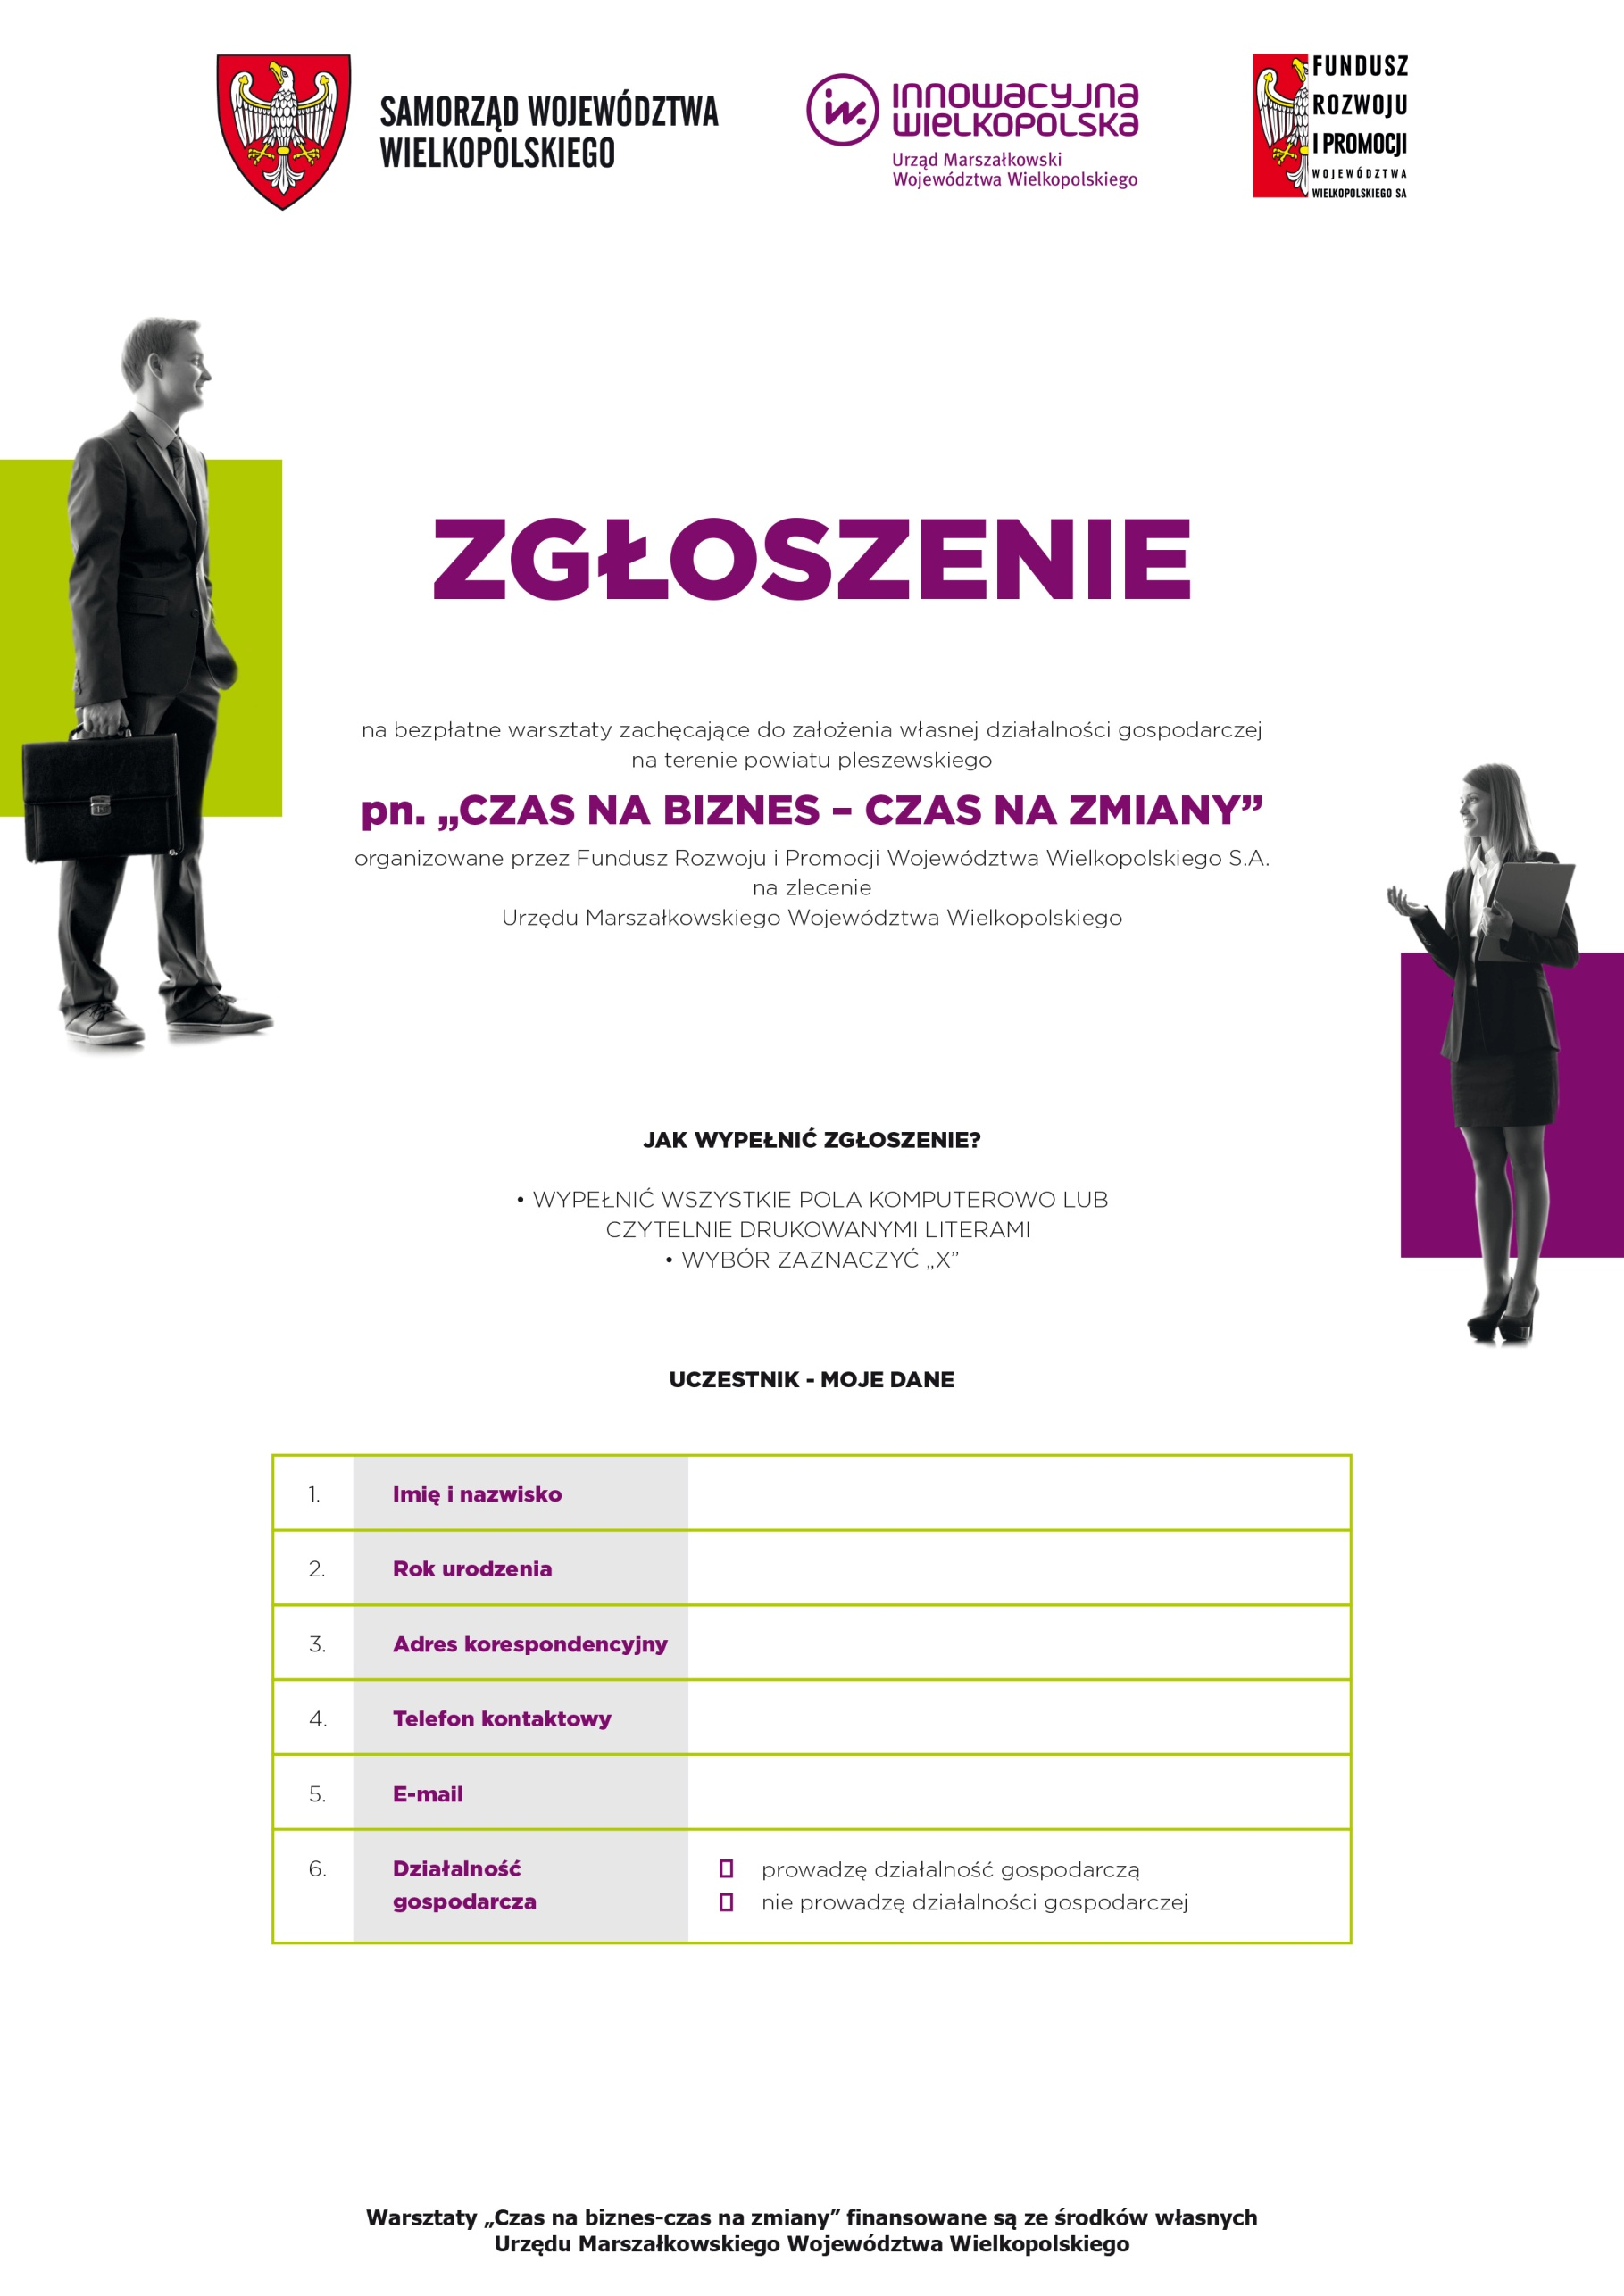 SAMORZĄD WOJEWÓDZTWA
WIELKOPOLSKIEGO
iw.
INNOWACYJNA
WIELKOPOLSKA
Urząd Marszałkowski
Województwa Wielkopolskiego
FUNDUSZ
ROZWOJU
I PROMOCJI
WOJEWÓDZTWA
WIELKOPOLSKIEGO SA
ZGŁOSZENIE
na bezpłatne warsztaty zachęcające do założenia własnej działalności gospodarczej
na terenie powiatu pleszewskiego
pn. „CZAS NA BIZNES – CZAS NA ZMIANY”
organizowane przez Fundusz Rozwoju i Promocji Województwa Wielkopolskiego S.A.
na zlecenie
Urzędu Marszałkowskiego Województwa Wielkopolskiego
JAK WYPEŁNIĆ ZGŁOSZENIE?
• WYPEŁNIĆ WSZYSTKIE POLA KOMPUTEROWO LUB
CZYTELNIE DRUKOWANYMI LITERAMI
• WYBÓR ZAZNACZYĆ „X”
UCZESTNIK - MOJE DANE
1. Imię i nazwisko
2. Rok urodzenia
3. Adres korespondencyjny
4. Telefon kontaktowy
5. E-mail
6. Działalność gospodarcza
prowadzę działalność gospodarczą
nie prowadzę działalności gospodarczej
Warsztaty „Czas na biznes-czas na zmiany” finansowane są ze środków własnych
Urzędu Marszałkowskiego Województwa Wielkopolskiego